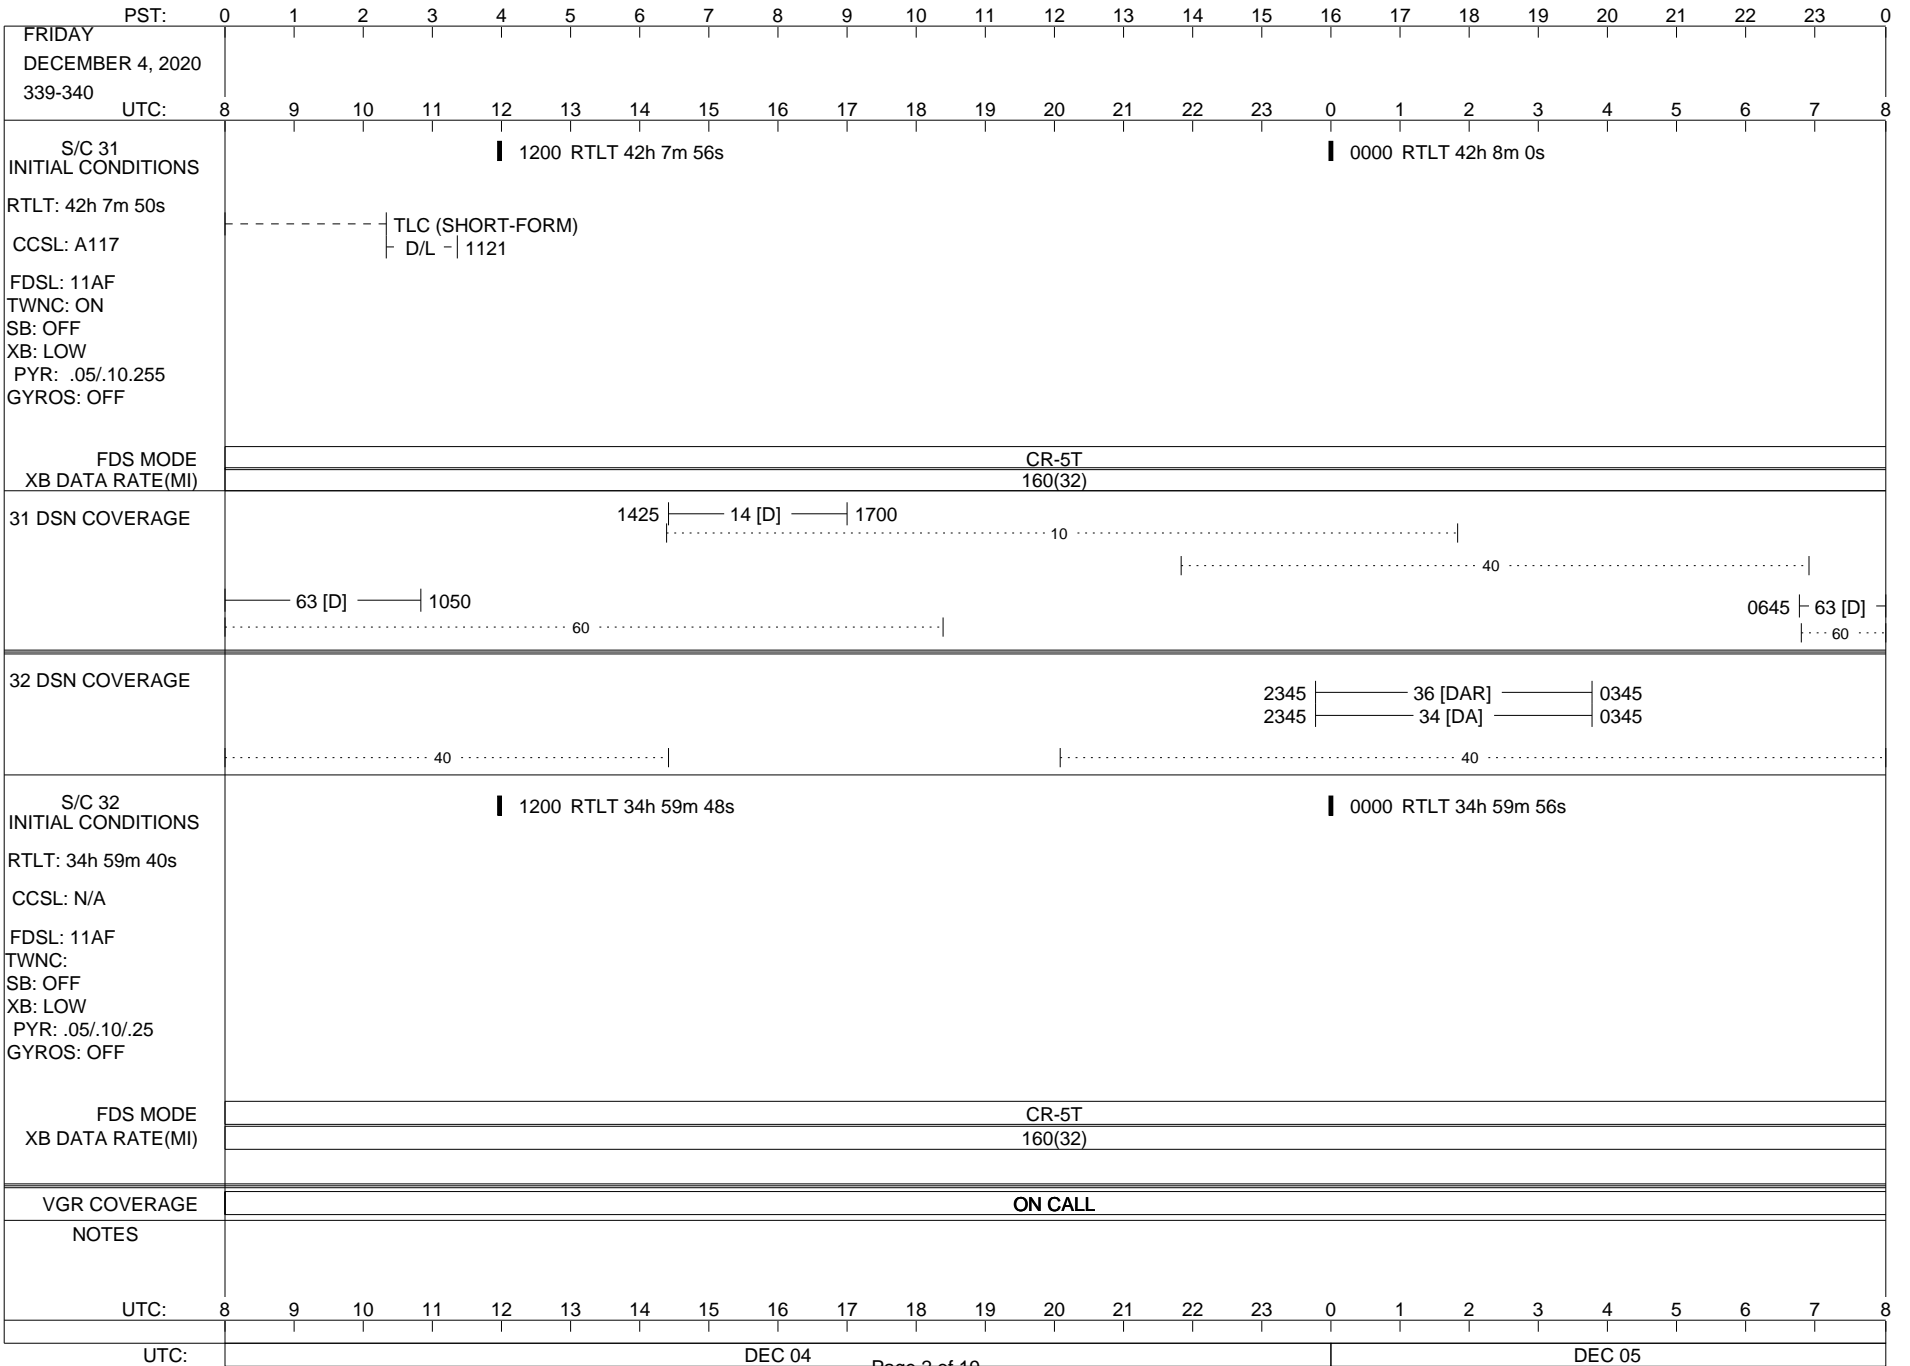 PST: 0 1 2 3 4 5 6 7 8 9 10 11 12 13 14 15 16 17 18 19 20 21 22 23 0
FRIDAY
DECEMBER 4, 2020
339-340
UTC: 8 9 10 11 12 13 14 15 16 17 18 19 20 21 22 23 0 1 2 3 4 5 6 7 8
S/C 31
INITIAL CONDITIONS
1200 RTLT 42h 7m 56s
0000 RTLT 42h 8m 0s
RTLT: 42h 7m 50s
TLC (SHORT-FORM)
CCSL: A117
D/L 1121
FDSL: 11AF
TWNC: ON
SB: OFF
XB: LOW
PYR: .05/.10.255
GYROS: OFF
FDS MODE CR-5T
XB DATA RATE(MI) 160(32)
31 DSN COVERAGE
1425 14 [D] 1700
10
40
63 [D] 1050
0645 63 [D]
60
60
32 DSN COVERAGE
2345 36 [DAR] 0345
2345 34 [DA] 0345
40
40
S/C 32
INITIAL CONDITIONS
1200 RTLT 34h 59m 48s
0000 RTLT 34h 59m 56s
RTLT: 34h 59m 40s
CCSL: N/A
FDSL: 11AF
TWNC:
SB: OFF
XB: LOW
PYR: .05/.10/.25
GYROS: OFF
FDS MODE CR-5T
XB DATA RATE(MI) 160(32)
VGR COVERAGE ON CALL
NOTES
UTC: 8 9 10 11 12 13 14 15 16 17 18 19 20 21 22 23 0 1 2 3 4 5 6 7 8
UTC: DEC 04 DEC 05